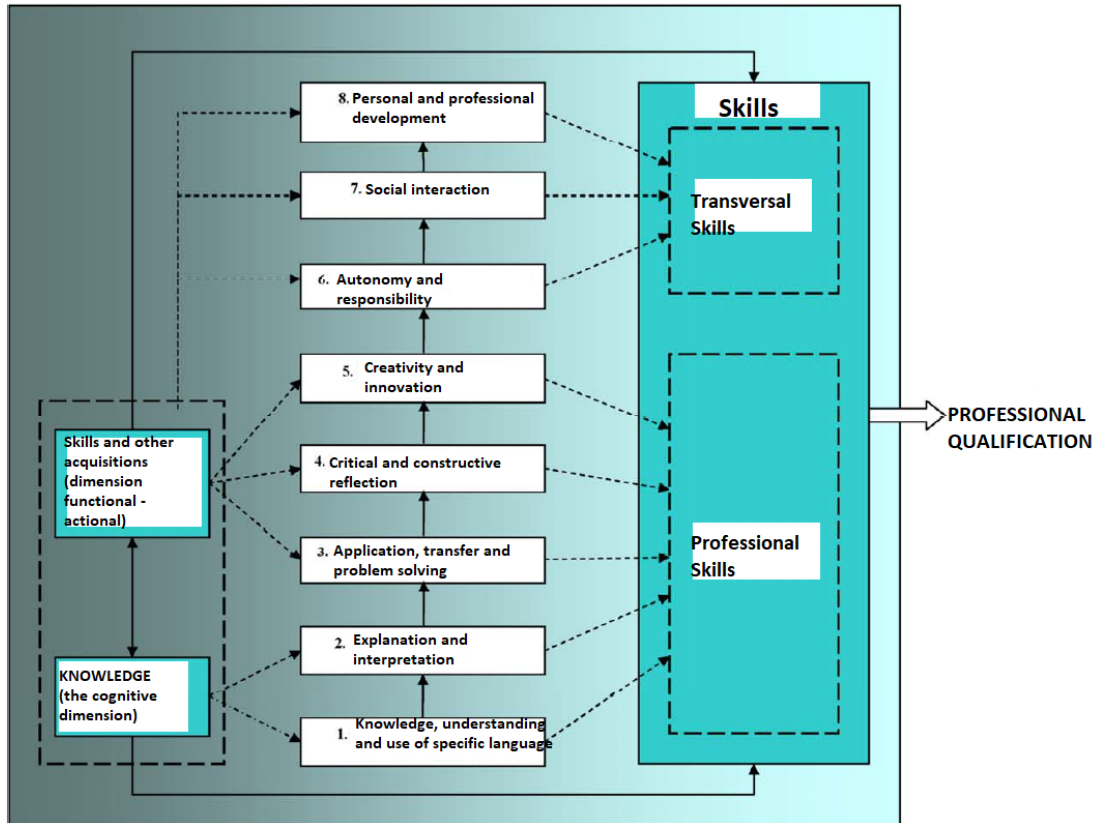 8. Personal and professional
development
Skills
7. Social interaction
Transversal
Skills
6. Autonomy and
responsibility
5. Creativity and
innovation
PROFESSIONAL
QUALIFICATION
Skills and other
acquisitions
(dimension
functional -
actional)
4. Critical and constructive
reflection
3. Application, transfer and
problem solving
Professional
Skills
2. Explanation and
interpretation
KNOWLEDGE
(the cognitive
dimension)
1. Knowledge, understanding
and use of specific language